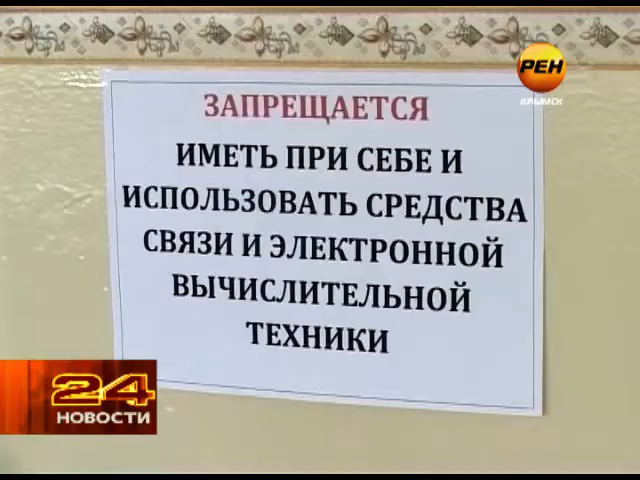 РЕН
КРЫМСК
ЗАПРЕЩАЕТСЯ
ИМЕТЬ ПРИ СЕБЕ И
ИСПОЛЬЗОВАТЬ СРЕДСТВА
СВЯЗИ И ЭЛЕКТРОННОЙ
ВЫЧИСЛИТЕЛЬНОЙ
ТЕХНИКИ
24
НОВОСТИ